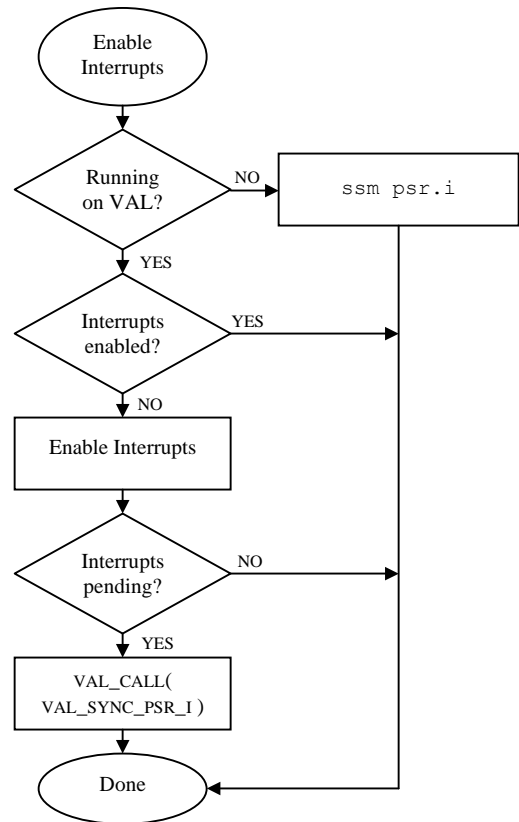 Enable
Interrupts
Running
on VAL?
NO
ssm psr.i
YES
Interrupts
enabled?
YES
NO
Enable Interrupts
Interrupts
pending?
NO
YES
VAL_CALL(
VAL_SYNC_PSR_I )
Done